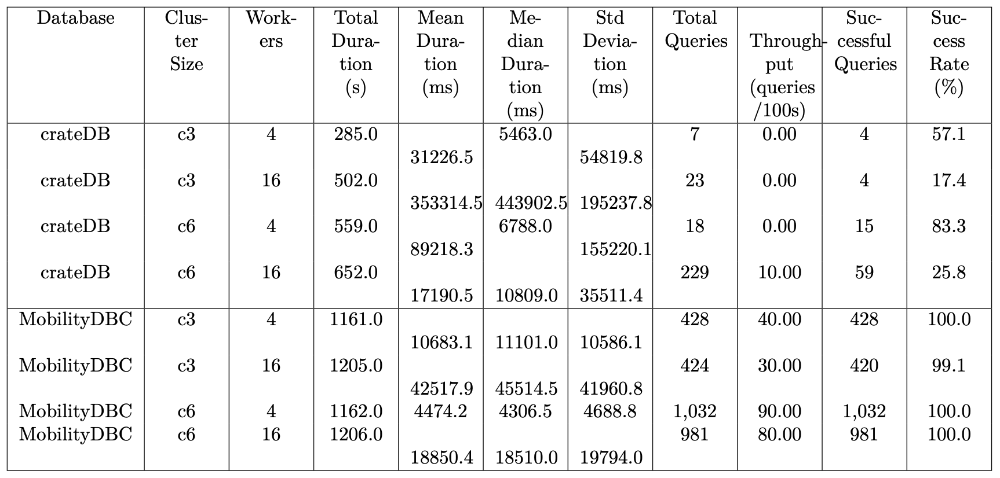 Database Clus- Work- Total Mean Me- Std Total Suc- Suc-
ter ers Dura- Dura- dian Devia- Queries Through- cessful cess
Size tion tion Dura- tion put Queries Rate
(s) (ms) tion (ms) (queries (%)
(ms) /100s)
crateDB c3 4 285.0 5463.0 7 0.00 4 57.1
31226.5 54819.8
crateDB c3 16 502.0 23 0.00 4 17.4
353314.5 443902.5 195237.8
crateDB c6 4 559.0 6788.0 18 0.00 15 83.3
89218.3 155220.1
crateDB c6 16 652.0 229 10.00 59 25.8
17190.5 10809.0 35511.4
MobilityDBC c3 4 1161.0 428 40.00 428 100.0
10683.1 11101.0 10586.1
MobilityDBC c3 16 1205.0 424 30.00 420 99.1
42517.9 45514.5 41960.8
MobilityDBC c6 4 1162.0 4474.2 4306.5 4688.8 1,032 90.00 1,032 100.0
MobilityDBC c6 16 1206.0 981 80.00 981 100.0
18850.4 18510.0 19794.0